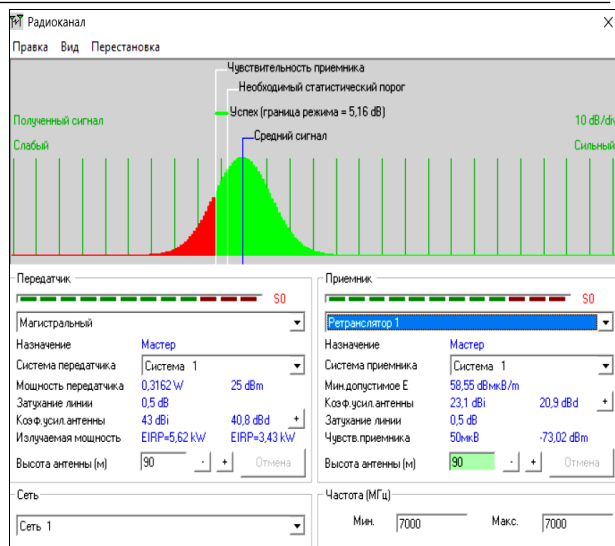 Радиоканал
Правка Вид Перестановка
Чувствительность приемника
Необходимый статистический порог
Успех (граница режима = 5,16 dB)
Средний сигнал
Полученный сигнал
10 dB/div
Слабый
Сильный
Передатчик
S0
Магистральный
Назначение Мастер
Система передатчика Система 1
Мощность передатчика 0,3162 W 25 dBm
Затухание линии 0,5 dB
Коэф.усил.антенны 43 dBi 40,8 dBd +
Излучаемая мощность EIRP=5,62 kW EIRP=3,43 kW
Высота антенны (м) 90 - + Отмена
Приемник
S0
Ретранслятор 1
Назначение Мастер
Система приемника Система 1
Мин.допустимое E 58,55 dBмкВ/m
Коэф.усил.антенны 23,1 dBi 20,9 dBd +
Затухание линии 0,5 dB
Чувств.приемника 50мкВ -73,02 dBm
Высота антенны (м) 90 - + Отмена
Сеть
Сеть 1
Частота (МГц)
Мин. 7000 Макс. 7000